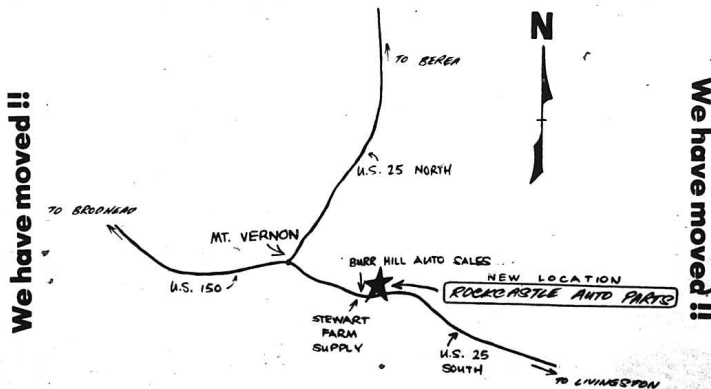 We have moved !!
N
TO BEREA
U.S. 25 NORTH
TO BRODHEAD
MT. VERNON
U.S. 150
BURR HILL AUTO SALES
NEW LOCATION
ROCKCASTLE AUTO PARTS
STEWART
FARM
SUPPLY
U.S. 25
SOUTH
TO LIVINGSTON
We have moved !!